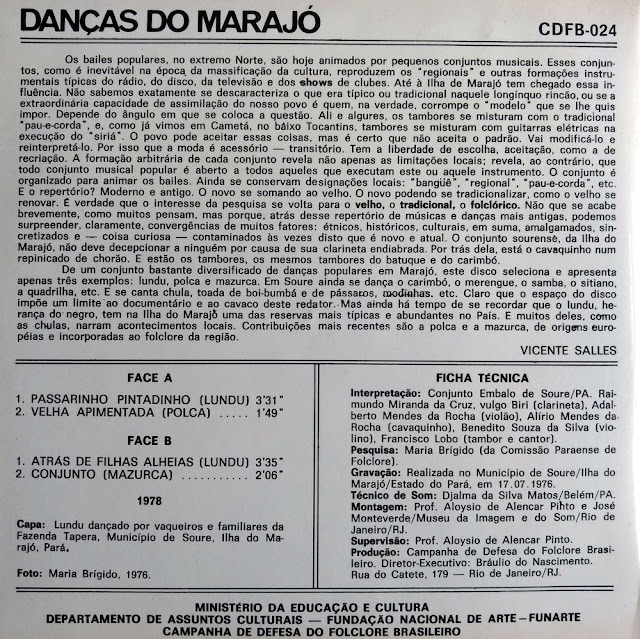 DANÇAS DO MARAJÓ
CDFB-024
Os bailes populares, no extremo Norte, são hoje animados por pequenos conjuntos musicais. Esses conjun-
tos, como é inevitável na época da massificação da cultura, reproduzem os "regionais" e outras formações instru-
mentais típicas do rádio, do disco, da televisão e dos shows de clubes. Até à Ilha de Marajó tem chegado essa in-
fluência. Não sabemos exatamente se descaracteriza o que era típico ou tradicional naquele longínquo rincão, ou se a
extraordinária capacidade de assimilação do nosso povo é quem, na verdade, corrompe o "modelo" que se lhe quis
impor. Depende do ângulo em que se coloca a questão. Ali e algures, os tambores se misturam com o tradicional
"pau-e-corda", e, como já vimos em Cametá, no baixo Tocantins, tambores se misturam com guitarras elétricas na
execução do "siriá". O povo pode aceitar essas coisas, mas é certo que não aceita o padrão. Vai modificá-lo e
reinterpretá-lo. Por isso que a moda é acessório — transitório. Tem a liberdade de escolha, aceitação, como a de
recriação. A formação arbitrária de cada conjunto revela não apenas as limitações locais; revela, ao contrário, que
todo conjunto musical popular é aberto a todos aqueles que executam este ou aquele instrumento. O conjunto é
organizado para animar os bailes. Ainda se conservam designações locais: "bangüê", "regional", "pau-e-corda", etc.
E o repertório? Moderno e antigo. O novo se somando ao velho. O novo podendo se tradicionalizar, como o velho se
renovar. É verdade que o interesse da pesquisa se volta para o velho, o tradicional, o folclórico. Não que se acabe
brevemente, como muitos pensam, mas porque, atrás desse repertório de músicas e danças mais antigas, podemos
surpreender, claramente, convergências de muitos fatores: étnicos, históricos, culturais, em suma, amalgamados, sin-
cretizados e — coisa curiosa — contaminados às vezes disto que é novo e atual. O conjunto sourense, da Ilha do
Marajó, não deve decepcionar a ninguém por causa de sua clarineta endiabrada. Por trás dela, está o cavaquinho num
repinicado de chorão. E estão os tambores, os mesmos tambores do batuque e do carimbó.
De um conjunto bastante diversificado de danças populares em Marajó, este disco seleciona e apresenta
apenas três exemplos: lundu, polca e mazurca. Em Soure ainda se dança o carimbó, o merengue, o samba, o sitiano,
a quadrilha, etc. E se canta chula, toada de boi-bumbá e de pássaros, modinhas, etc. Claro que o espaço do disco
impõe um limite ao documentário e ao cavaco deste redator. Mas ainda há tempo de se recordar que o lundu, he-
rança do negro, tem na Ilha do Marajó uma das reservas mais típicas e abundantes no País. E muitos deles, como
as chulas, narram acontecimentos locais. Contribuições mais recentes são a polca e a mazurca, de origens euro-
péias e incorporadas ao folclore da região.
VICENTE SALLES
FACE A
1. PASSARINHO PINTADINHO (LUNDU) 3'31"
2. VELHA APIMENTADA (POLCA) ..... 1'49"
FACE B
1. ATRÁS DE FILHAS ALHEIAS (LUNDU) 3'35"
2. CONJUNTO (MAZURCA) ........... 2'06"
1978
Capa: Lundu dançado por vaqueiros e familiares da
Fazenda Tapera, Município de Soure, Ilha do Ma-
rajó, Pará.
Foto: Maria Brígido, 1976.
FICHA TÉCNICA
Interpretação: Conjunto Embalo de Soure/PA. Rai-
mundo Miranda da Cruz, vulgo Biri (clarineta), Adal-
berto Mendes da Rocha (violão), Alírio Mendes da
Rocha (cavaquinho), Benedito Souza da Silva (vio-
lino), Francisco Lobo (tambor e cantor).
Pesquisa: Maria Brígido (da Comissão Paraense de
Folclore).
Gravação: Realizada no Município de Soure/Ilha do
Marajó/Estado do Pará, em 17.07.1976.
Técnico de Som: Djalma da Silva Matos/Belém/PA.
Montagem: Prof. Aloysio de Alencar Pinto e José
Monteverde/Museu da Imagem e do Som/Rio de
Janeiro/RJ.
Supervisão: Prof. Aloysio de Alencar Pinto.
Produção: Campanha de Defesa do Folclore Brasi-
leiro. Diretor-Executivo: Bráulio do Nascimento.
Rua do Catete, 179 — Rio de Janeiro/RJ.
MINISTÉRIO DA EDUCAÇÃO E CULTURA
DEPARTAMENTO DE ASSUNTOS CULTURAIS — FUNDAÇÃO NACIONAL DE ARTE-FUNARTE
CAMPANHA DE DEFESA DO FOLCLORE BRASILEIRO